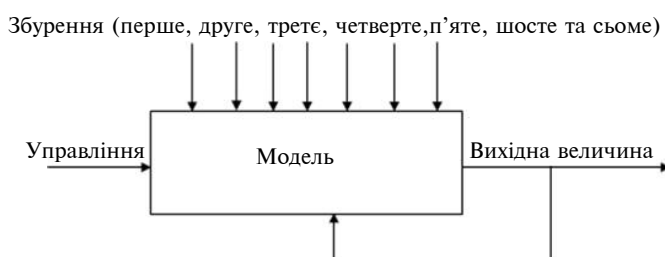 Збурення (перше, друге, третє, четверте,п’яте, шосте та сьоме)
Управління
Модель
Вихідна величина